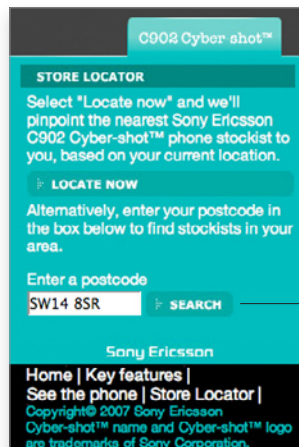 C902 Cyber shot™
STORE LOCATOR
Select "Locate now" and we'll
pinpoint the nearest Sony Ericsson
C902 Cyber-shot™ phone stockist to
you, based on your current location.
LOCATE NOW
Alternatively, enter your postcode in
the box below to find stockists in your
area.
Enter a postcode
SW14 8SR SEARCH
Sony Ericsson
Home | Key features |
See the phone | Store Locator |
Copyright© 2007 Sony Ericsson
Cyber-shot™ name and Cyber-shot™ logo
are trademarks of Sony Corporation.